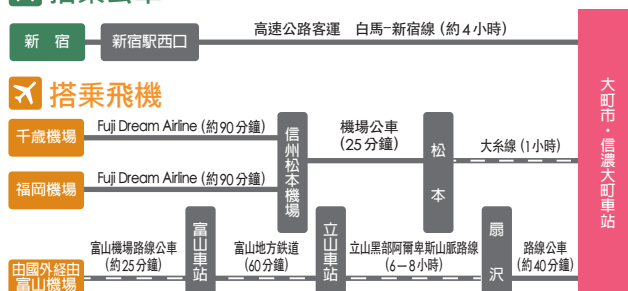 新 宿
新宿駅西口
高速公路客運 白馬-新宿線 (約4小時)
搭乘飛機
千歳機場
Fuji Dream Airline (約90分鐘)
福岡機場
Fuji Dream Airline (約90分鐘)
信州松本機場
機場公車
(25分鐘)
松本
大糸線 (1小時)
由國外経由
富山機場
富山機場路線公車
(約25分鐘)
富山車站
富山地方鉄道
(60分鐘)
立山車站
立山黑部阿爾卑斯山脈路線
(6-8小時)
扇沢
路線公車
(約40分鐘)
大町市・信濃大町車站